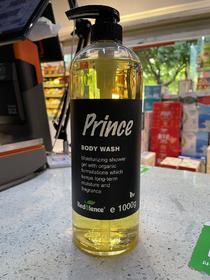 Prince
BODY WASH
Moisturizing shower
gel with organic
formulations which
keeps long-term
moisture and
fragrance
e 1000g